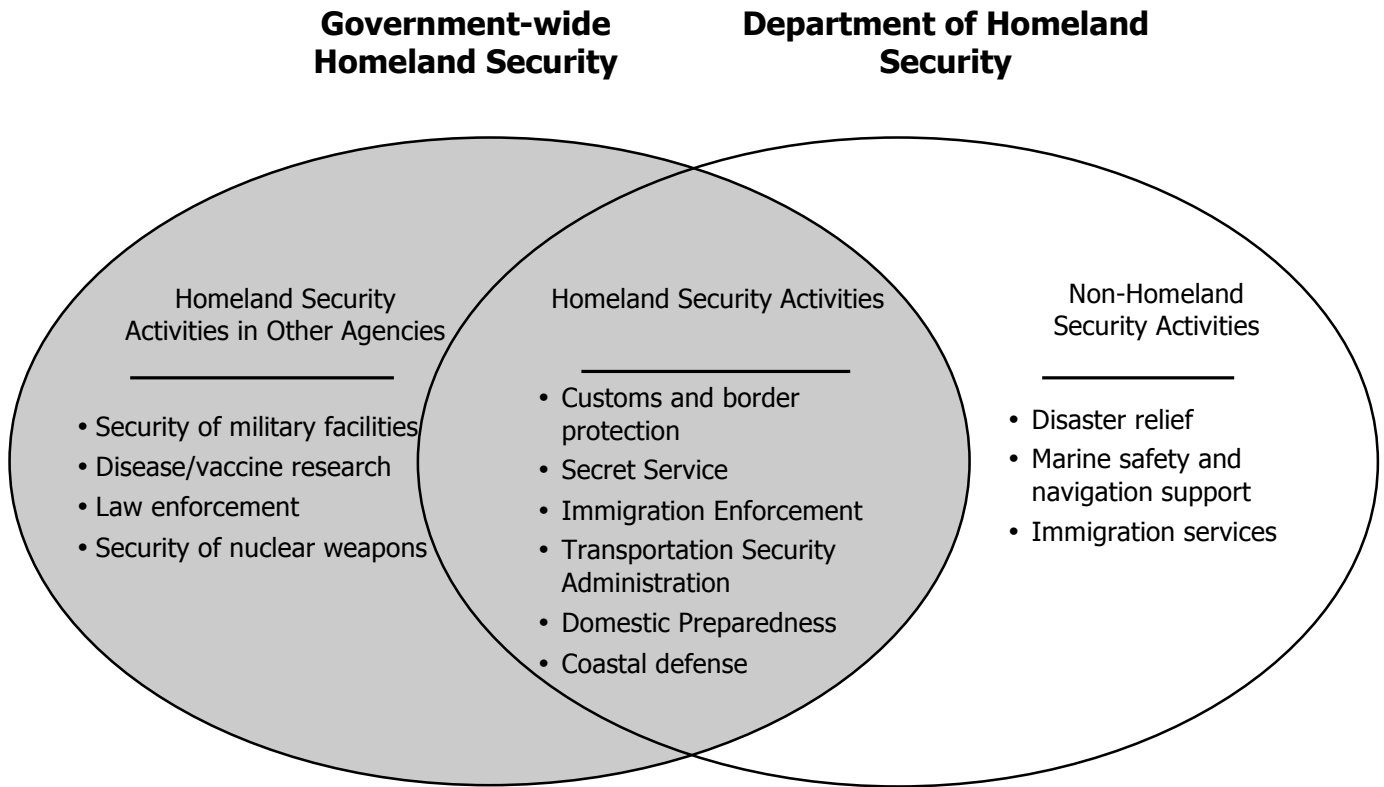 Government-wide
Homeland Security
Department of Homeland
Security
Homeland Security
Activities in Other Agencies
• Security of military facilities
• Disease/vaccine research
• Law enforcement
• Security of nuclear weapons
Homeland Security Activities
• Customs and border
protection
• Secret Service
• Immigration Enforcement
• Transportation Security
Administration
• Domestic Preparedness
• Coastal defense
Non-Homeland
Security Activities
• Disaster relief
• Marine safety and
navigation support
• Immigration services